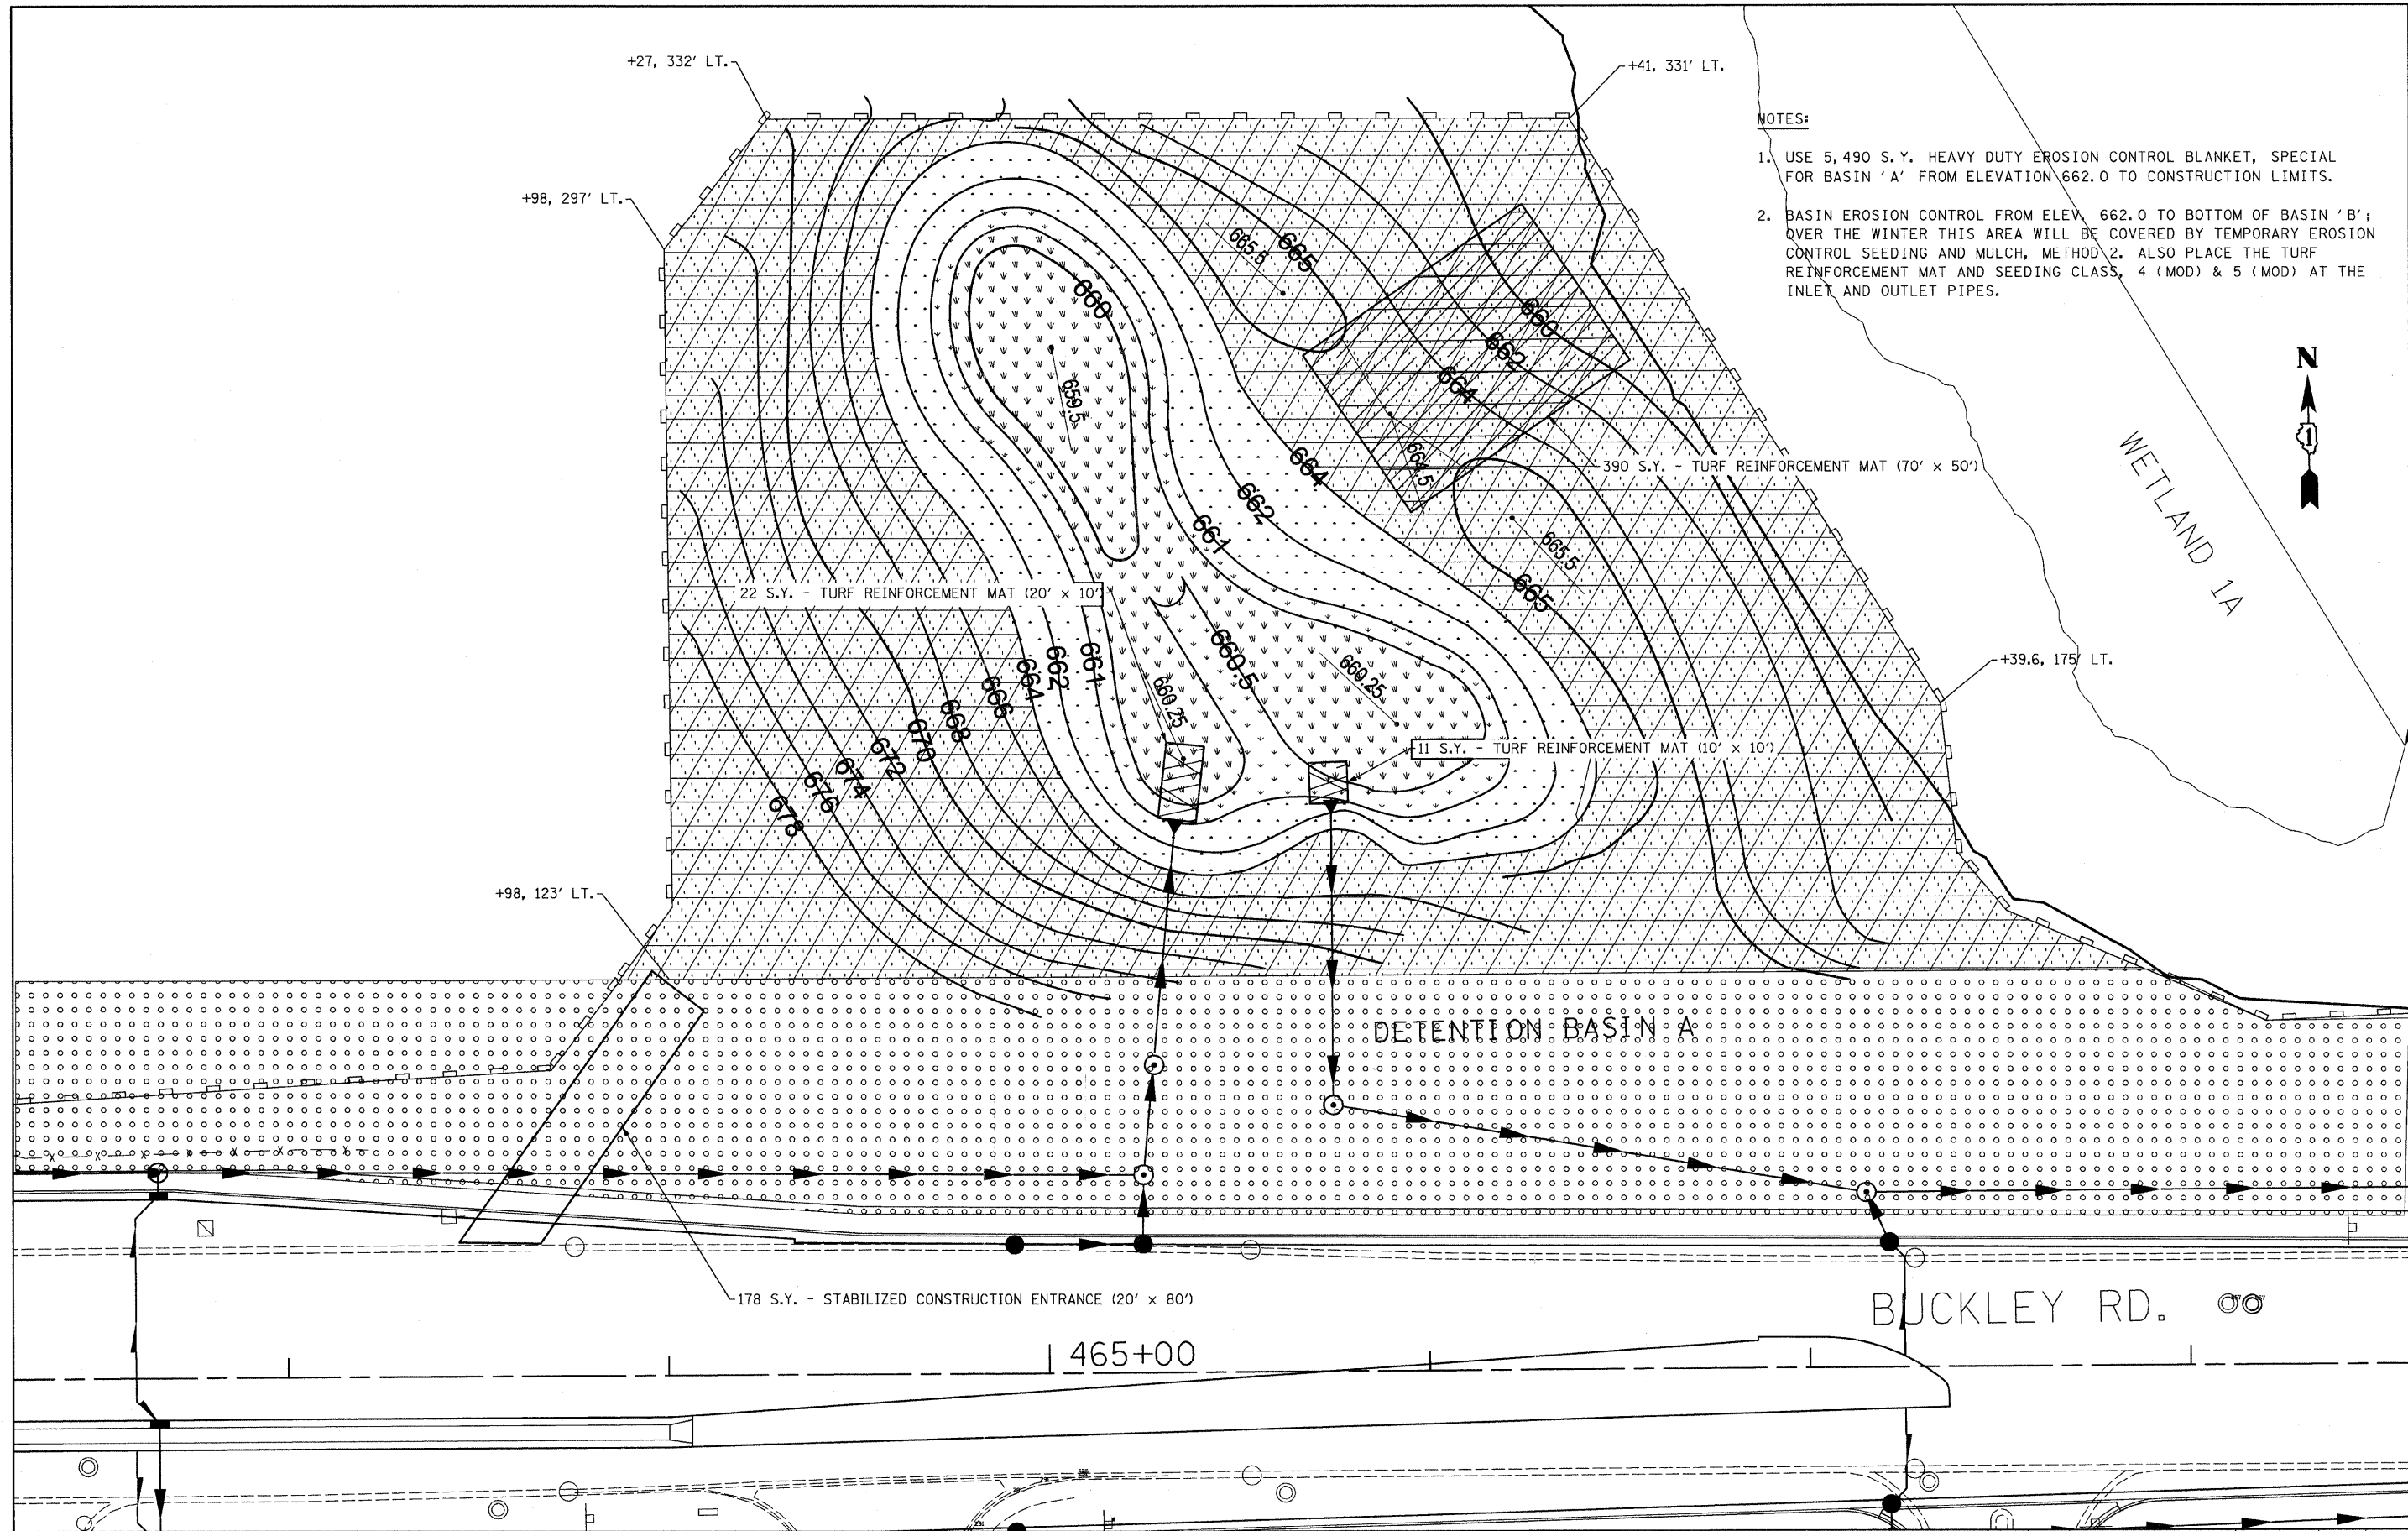 +27, 332' LT.
+41, 331' LT.
NOTES:
1. USE 5,490 S.Y. HEAVY DUTY EROSION CONTROL BLANKET, SPECIAL
FOR BASIN 'A' FROM ELEVATION 662.0 TO CONSTRUCTION LIMITS.
+98, 297' LT.
2. BASIN EROSION CONTROL FROM ELEV. 662.0 TO BOTTOM OF BASIN 'B';
OVER THE WINTER THIS AREA WILL BE COVERED BY TEMPORARY EROSION
CONTROL SEEDING AND MULCH, METHOD 2. ALSO PLACE THE TURF
REINFORCEMENT MAT AND SEEDING CLASS, 4 (MOD) & 5 (MOD) AT THE
INLET AND OUTLET PIPES.
665.5
665
660
660
662
664
659.5
N
1
664.5
664
662
661
390 S.Y. - TURF REINFORCEMENT MAT (70' x 50')
WETLAND 1A
665.5
665
22 S.Y. - TURF REINFORCEMENT MAT (20' x 10')
660.5
660.25
660.25
+39.6, 175' LT.
661
662
664
666
668
670
672
674
676
678
11 S.Y. - TURF REINFORCEMENT MAT (10' x 10')
+98, 123' LT.
DETENTION BASIN A
X X X X X X X X
178 S.Y. - STABILIZED CONSTRUCTION ENTRANCE (20' x 80')
BUCKLEY RD.
465+00